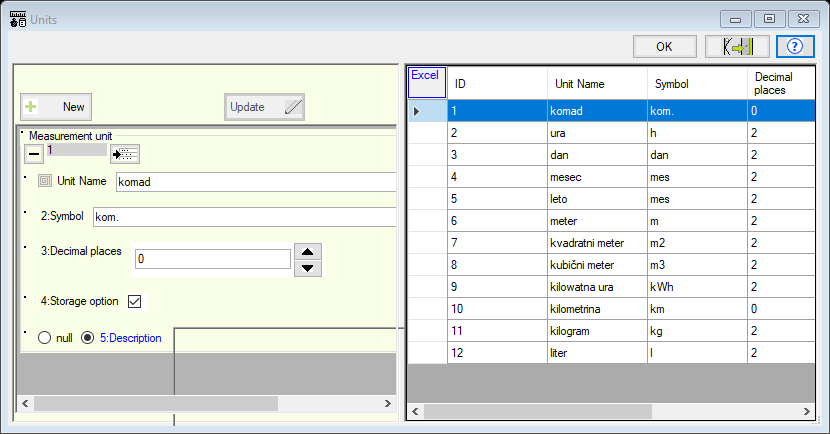 Units
OK
New
Update
Measurement unit
1
Unit Name komad
2:Symbol kom.
3:Decimal places 0
4:Storage option
null 5:Description
Excel ID Unit Name Symbol Decimal places
1 komad kom. 0
2 ura h 2
3 dan dan 2
4 mesec mes 2
5 leto mes 2
6 meter m 2
7 kvadratni meter m2 2
8 kubični meter m3 2
9 kilowatna ura kWh 2
10 kilometrina km 0
11 kilogram kg 2
12 liter l 2